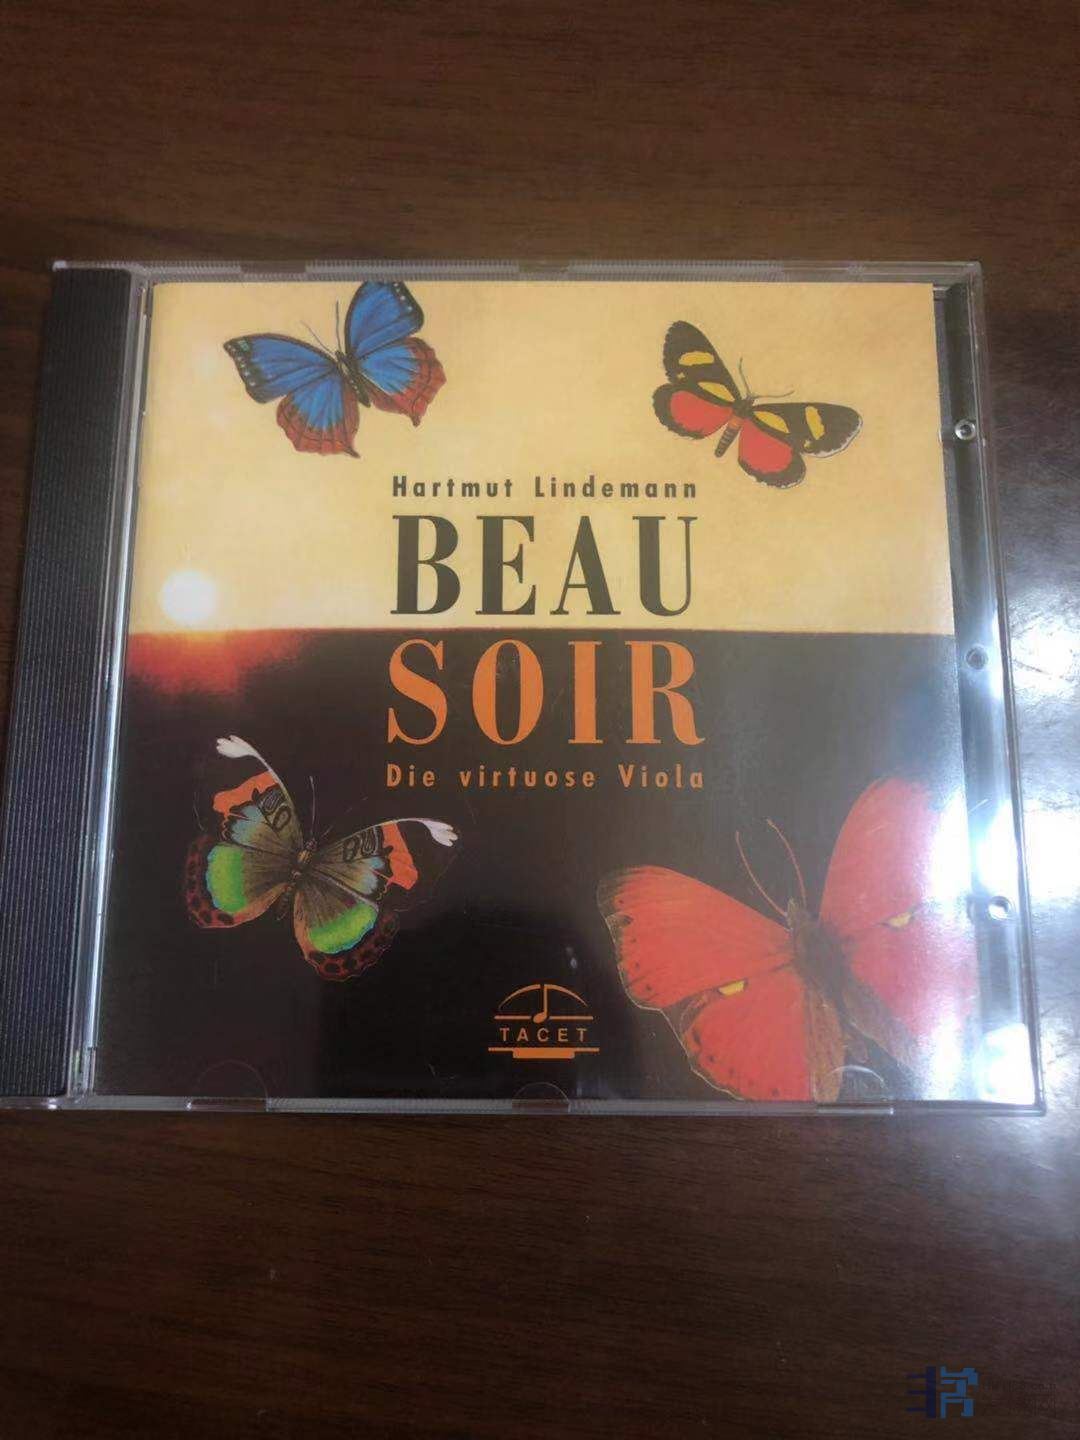 Hartmut Lindemann
BEAU
SOIR
Die virtuose Viola
TACET